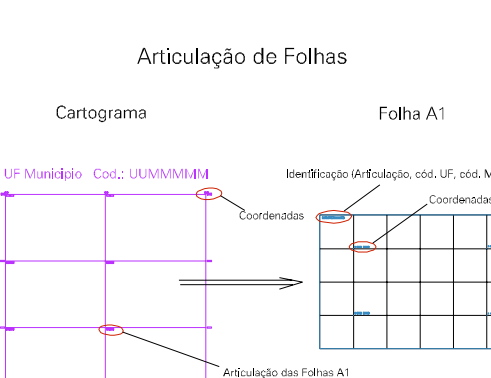 Articulação de Folhas
Cartograma
Folha A1
UF Municipio Cod.: UUMMMMM
Identificação (Articulação, cód. UF, cód. M
Coordenadas
Coordenadas
Articulação das Folhas A1